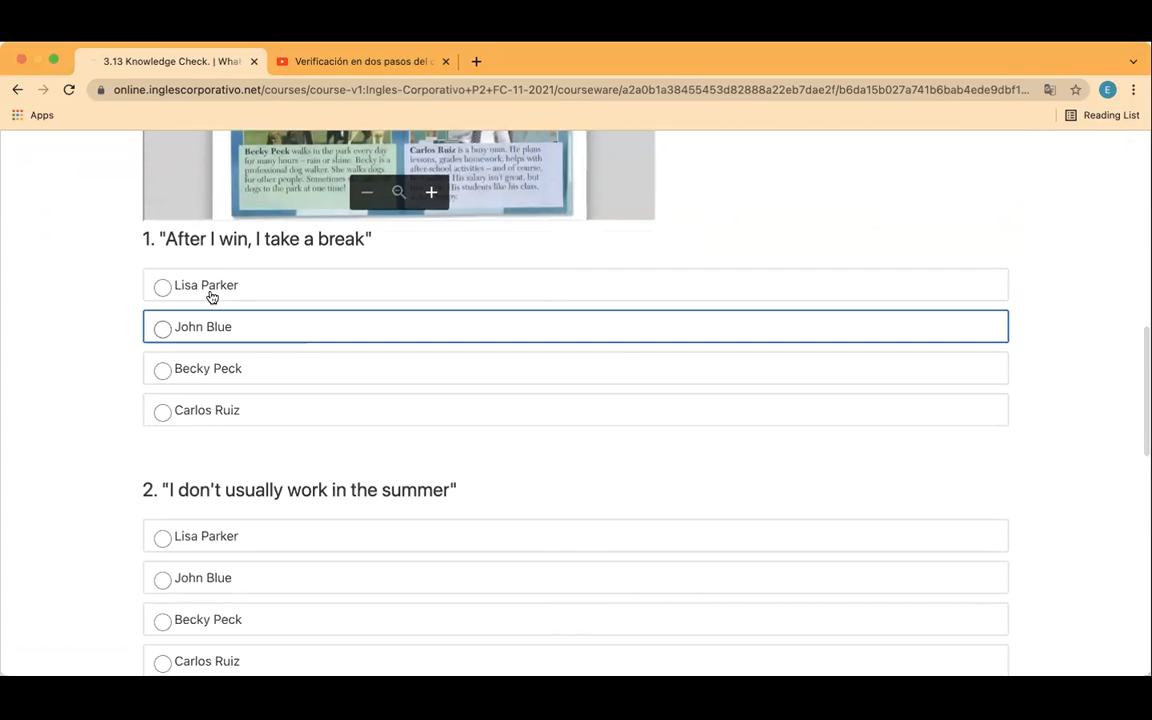 3.13 Knowledge Check. | Wha
Verificación en dos pasos del c
online.inglescorporativo.net/courses/course-v1:Ingles-Corporativo+P2+FC-11-2021/courseware/a2a0b1a38455453d82888a22eb7dae2f/b6da15b027a741b6bab4ede9dbf1...
E
Apps
Reading List
Becky Peck walks in the park every day
for many hours – rain or shine. Becky is a
professional dog walker. She walks dogs
for other people. Sometimes
dogs to the park at one time!
Carlos Ruiz is a busy man. He plans
lessons, grades homework, helps with
after-school activities – and of course,
His salary isn't great, but
His students like his class,
1. "After I win, I take a break"
Lisa Parker
John Blue
Becky Peck
Carlos Ruiz
2. "I don't usually work in the summer"
Lisa Parker
John Blue
Becky Peck
Carlos Ruiz